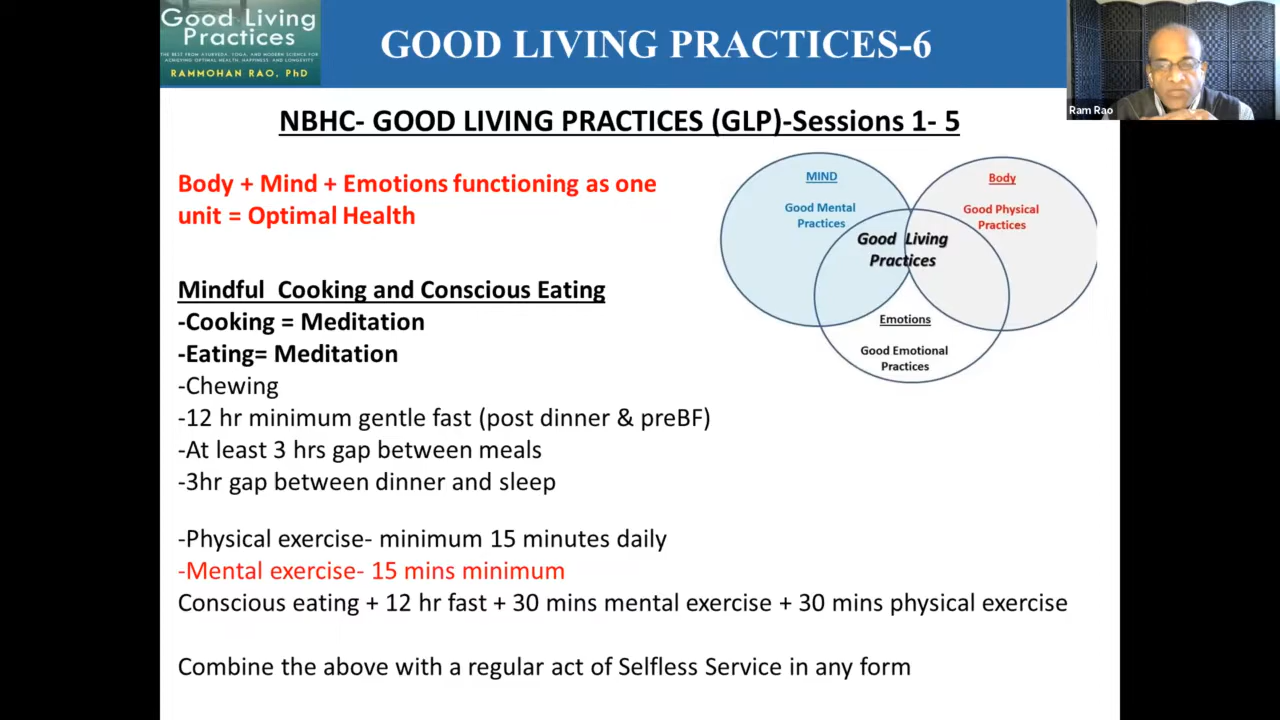 Good Living
Practices
THE BEST FROM AYURVEDA, YOGA, AND MODERN SCIENCE FOR
ACHIEVING OPTIMAL HEALTH, HAPPINESS, AND LONGEVITY
RAMMOHAN RAO, PhD
GOOD LIVING PRACTICES-6
Ram Rao
NBHC- GOOD LIVING PRACTICES (GLP)-Sessions 1- 5
Body + Mind + Emotions functioning as one
unit = Optimal Health
Mindful  Cooking and Conscious Eating
-Cooking = Meditation
-Eating= Meditation
-Chewing
-12 hr minimum gentle fast (post dinner & preBF)
-At least 3 hrs gap between meals
-3hr gap between dinner and sleep
-Physical exercise- minimum 15 minutes daily
-Mental exercise- 15 mins minimum
Conscious eating + 12 hr fast + 30 mins mental exercise + 30 mins physical exercise
Combine the above with a regular act of Selfless Service in any form
MIND
Good Mental
Practices
Body
Good Physical
Practices
Good  Living
Practices
Emotions
Good Emotional
Practices